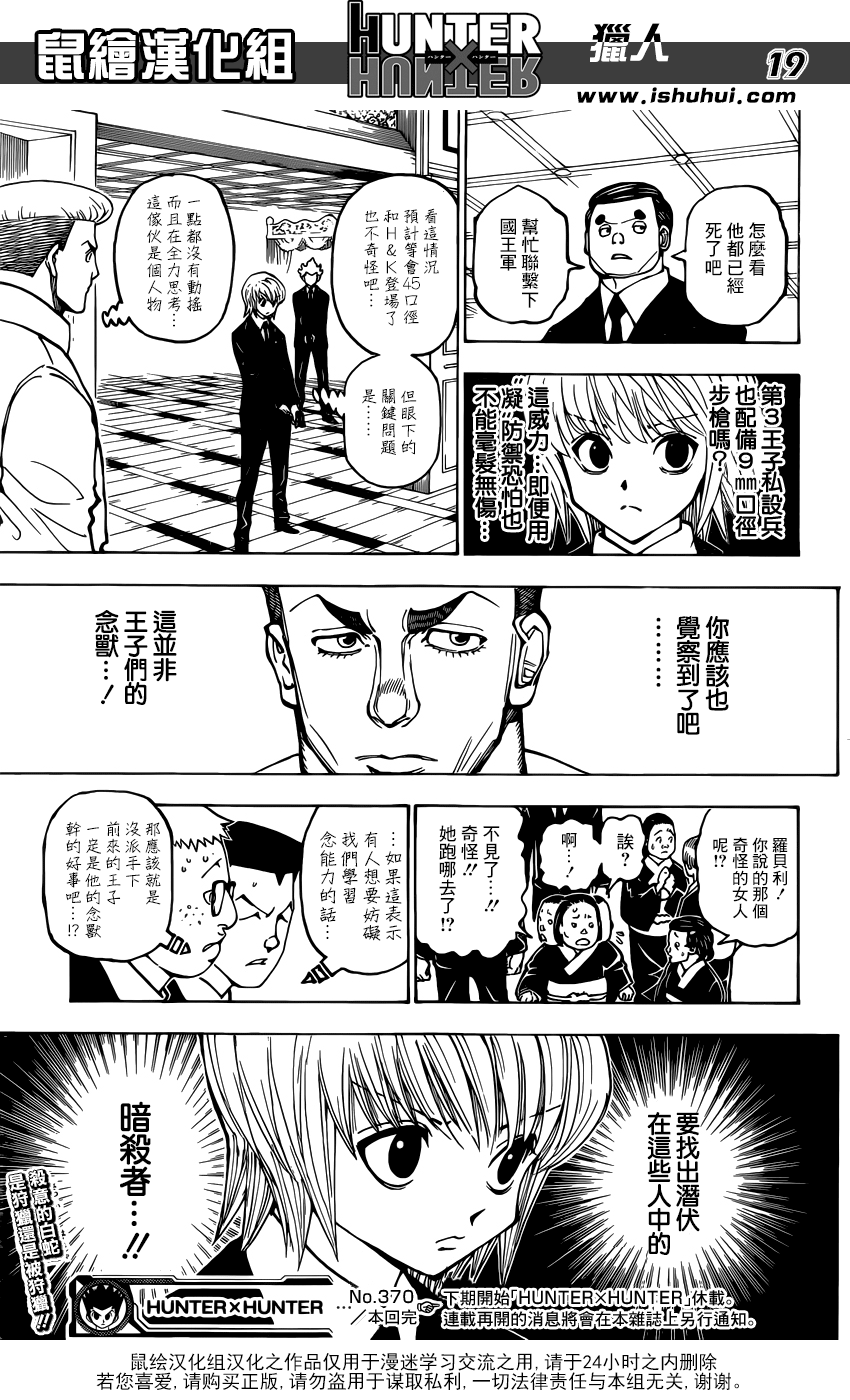 鼠繪漢化組
HUNTER×HUNTER
ハンター×ハンター
獵人
19
www.ishuhui.com
怎麼看
他都已經
死了吧
幫忙聯繫下
國王軍
第3王子私設兵
也配備9㎜口徑
步槍嗎?
這威力…即便用
“凝”防禦恐怕也
不能毫髮無傷…
看這情況
預計等會45口徑
和H&K登場了
也不奇怪吧…
但眼下的
關鍵問題
是……
一點都沒有動搖
而且在全力思考…
這傢伙是個人物
你應該也
覺察到了吧
……
這並非
王子們的
念獸…!
羅貝利!
你說的那個
奇怪的女人
呢!?
誒?
啊…!
不見了…!!
奇怪!!
她跑哪去了!?
…如果這表示
有人想要妨礙
我們學習
念能力的話…
那應該就是
沒派手下
前來的王子
一定是他的念獸
幹的好事吧…!?
要找出潛伏
在這些人中的
暗殺者…!!
殺意的白蛇
是狩獵還是被狩獵!!
HUNTER×HUNTER
…No.370
/本回完
☞下期開始「HUNTER×HUNTER」休載。
連載再開的消息將會在本雜誌上另行通知。
鼠绘汉化组汉化之作品仅用于漫迷学习交流之用, 请于24小时之内删除
若您喜爱, 请购买正版, 请勿盗用于谋取私利, 一切法律责任与本组无关, 谢谢。